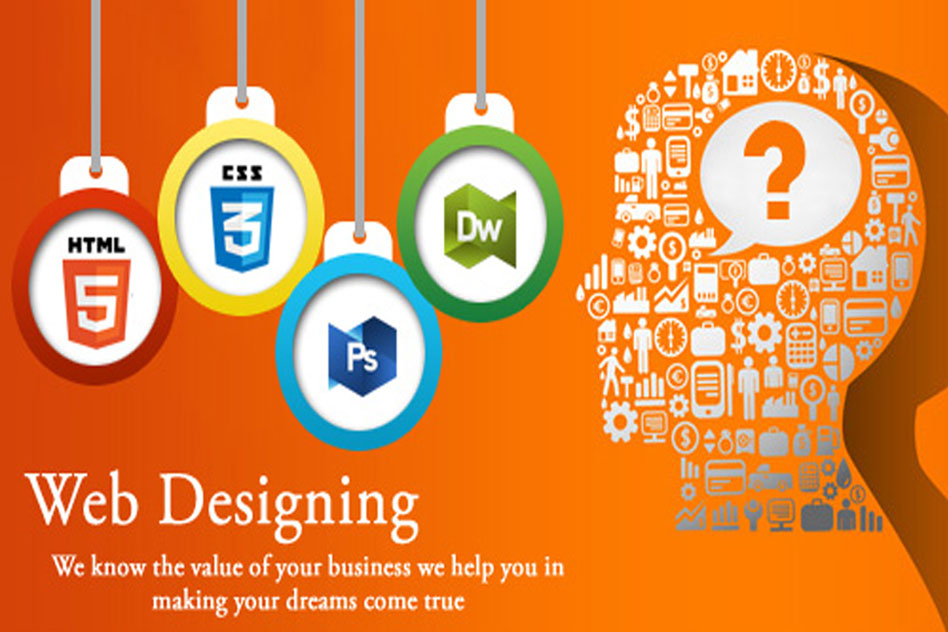 HTML
5
CSS
3
Ps
Dw
?
Web Designing
We know the value of your business we help you in
making your dreams come true